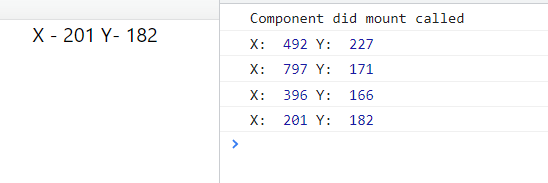 X - 201 Y- 182
Component did mount called
X:  492 Y:  227
X:  797 Y:  171
X:  396 Y:  166
X:  201 Y:  182